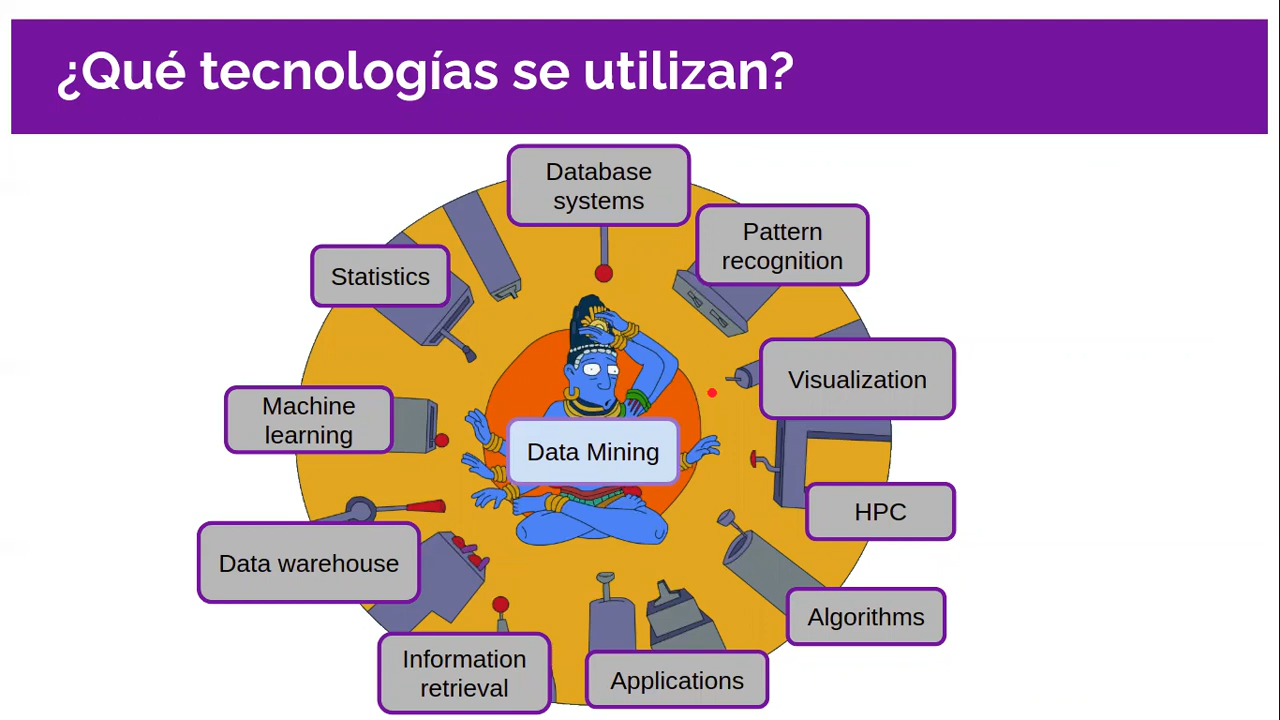 ¿Qué tecnologías se utilizan?
Database
systems
Pattern
recognition
Statistics
Visualization
Machine
learning
Data Mining
HPC
Data warehouse
Algorithms
Information
retrieval
Applications